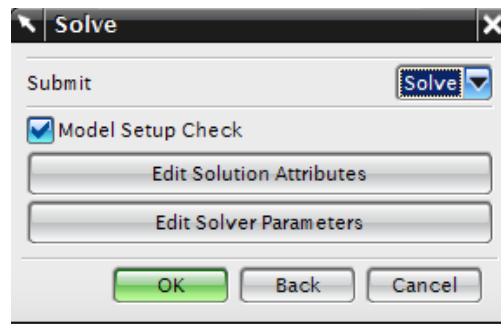 Solve
Submit Solve
Model Setup Check
Edit Solution Attributes
Edit Solver Parameters
OK Back Cancel